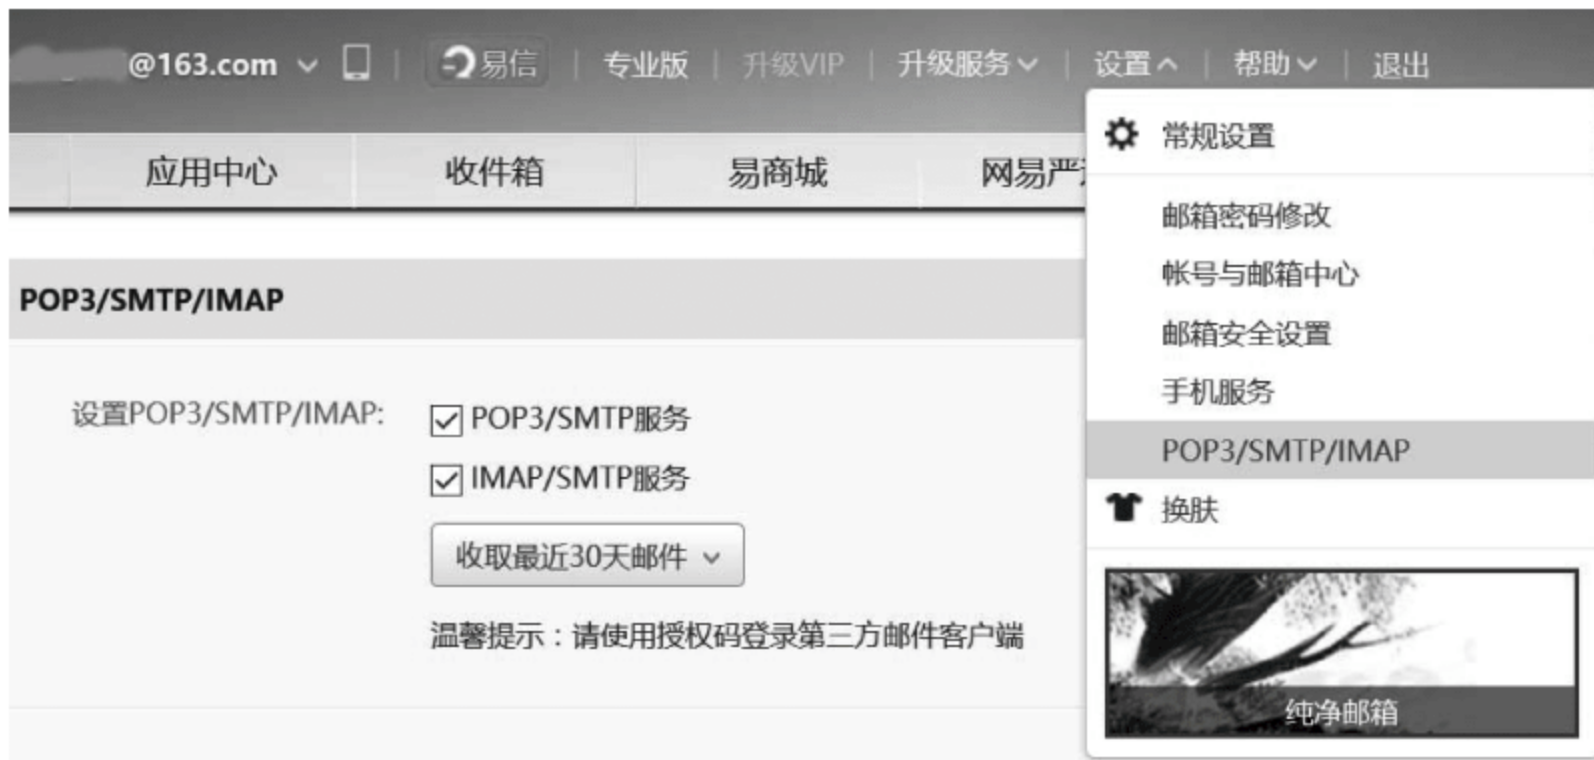 @163.com 易信 专业版 升级VIP 升级服务 设置 帮助 退出
应用中心 收件箱 易商城 网易严
POP3/SMTP/IMAP
设置POP3/SMTP/IMAP:
POP3/SMTP服务
IMAP/SMTP服务
收取最近30天邮件
温馨提示：请使用授权码登录第三方邮件客户端
常规设置
邮箱密码修改
帐号与邮箱中心
邮箱安全设置
手机服务
POP3/SMTP/IMAP
换肤
纯净邮箱